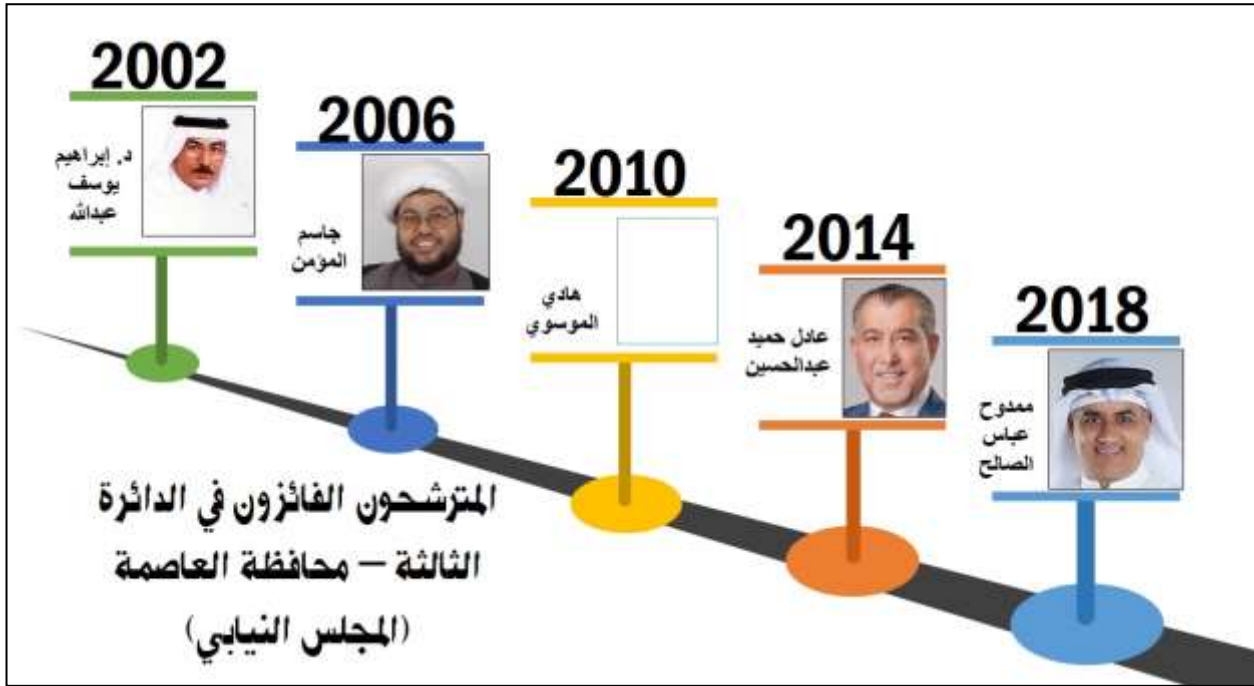 2002
د. إبراهيم
يوسف
عبدالله
2006
جاسم
المؤمن
2010
هادي
الموسوي
2014
عادل حميد
عبدالحسين
2018
ممدوح
عباس
الصالح
المترشحون الفائزون في الدائرة
الثالثة – محافظة العاصمة
(المجلس النيابي)